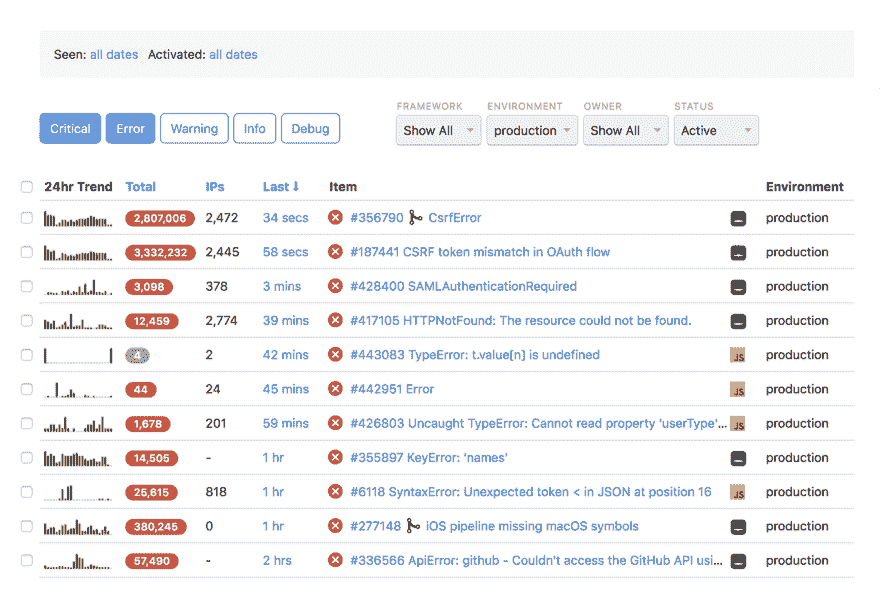 Seen: all dates Activated: all dates
FRAMEWORK ENVIRONMENT OWNER STATUS
Critical Error Warning Info Debug Show All production Show All Active
24hr Trend Total IPs Last ↓ Item Environment
2,807,006 2,472 34 secs #356790 CsrfError production
3,332,232 2,445 58 secs #187441 CSRF token mismatch in OAuth flow production
3,098 378 3 mins #428400 SAMLAuthenticationRequired production
12,459 2,774 39 mins #417105 HTTPNotFound: The resource could not be found. production
4 2 42 mins #443083 TypeError: t.value[n] is undefined JS production
44 24 45 mins #442951 Error JS production
1,678 201 59 mins #426803 Uncaught TypeError: Cannot read property 'userType'... JS production
14,505 - 1 hr #355897 KeyError: 'names' production
25,615 818 1 hr #6118 SyntaxError: Unexpected token < in JSON at position 16 JS production
380,245 0 1 hr #277148 iOS pipeline missing macOS symbols production
57,490 - 2 hrs #336566 ApiError: github - Couldn't access the GitHub API usi... production